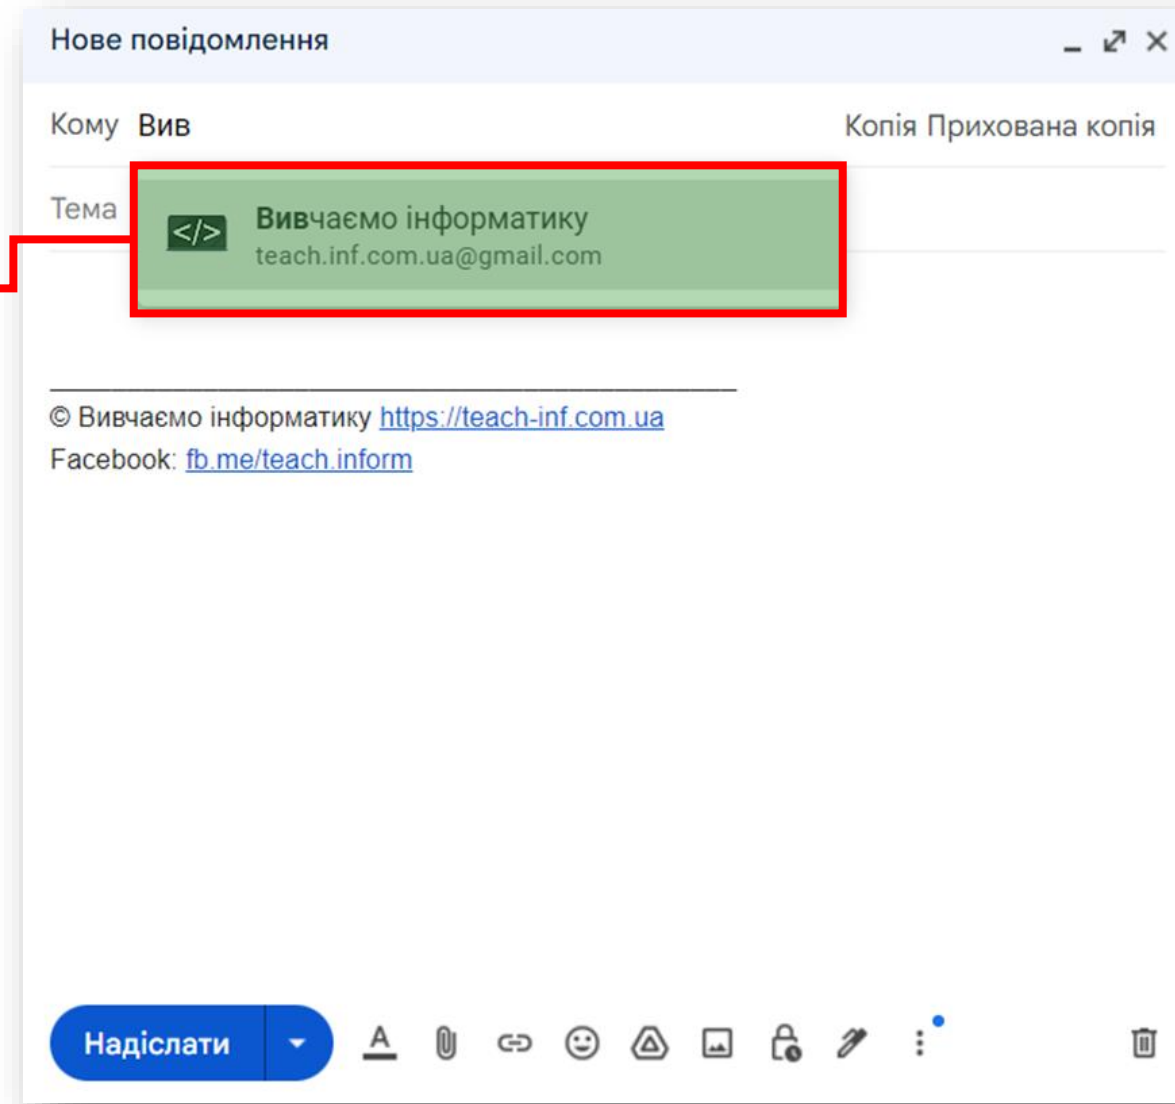 Нове повідомлення
Кому Вив Копія Прихована копія
Тема
</> Вивчаємо інформатику
teach.inf.com.ua@gmail.com
© Вивчаємо інформатику https://teach-inf.com.ua
Facebook: fb.me/teach.inform
Надіслати